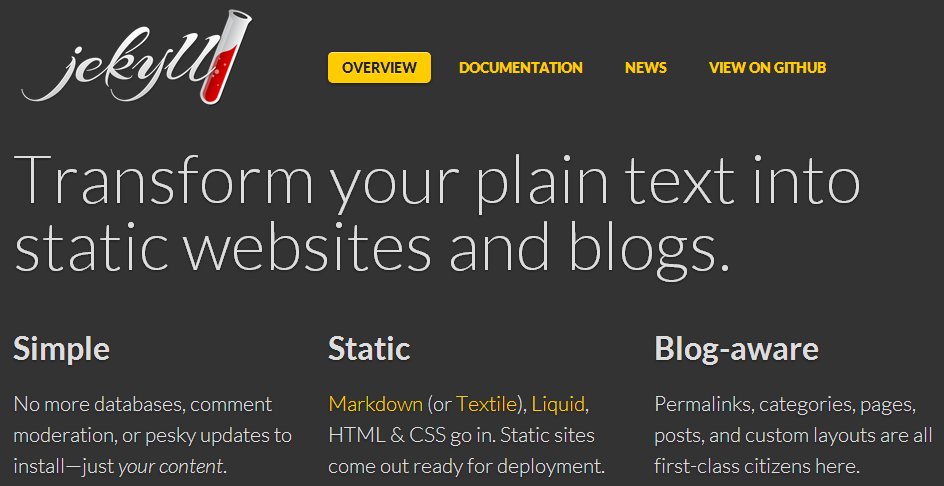 jekyll
OVERVIEW DOCUMENTATION NEWS VIEW ON GITHUB
Transform your plain text into
static websites and blogs.
Simple
No more databases, comment
moderation, or pesky updates to
install—just your content.
Static
Markdown (or Textile), Liquid,
HTML & CSS go in. Static sites
come out ready for deployment.
Blog-aware
Permalinks, categories, pages,
posts, and custom layouts are all
first-class citizens here.